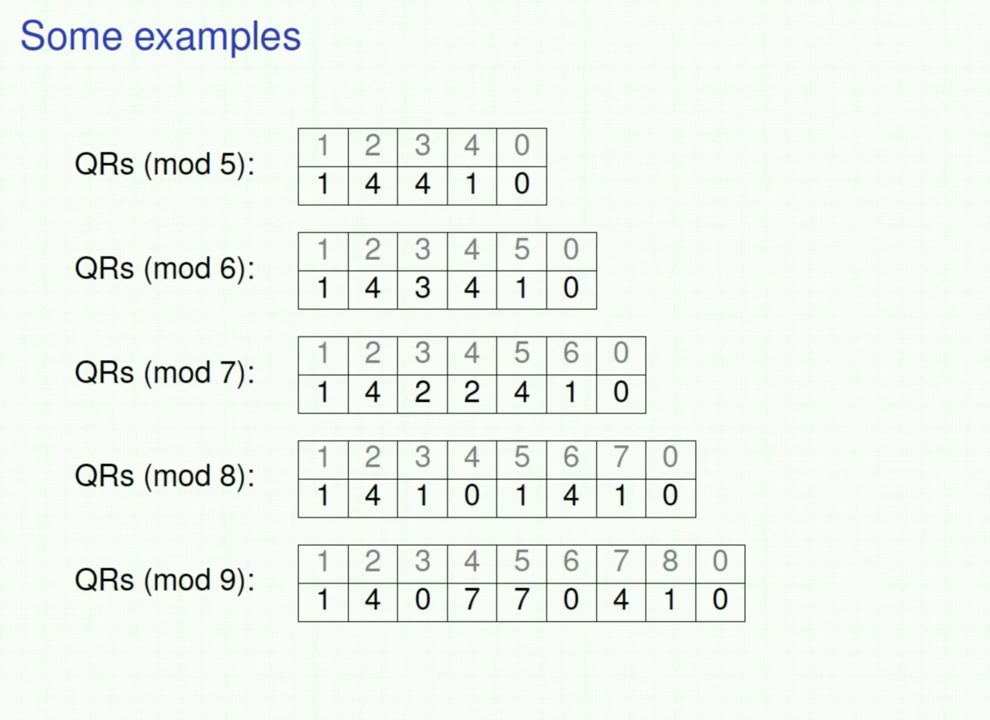 Some examples
1 2 3 4 0
QRs (mod 5):
1 4 4 1 0
1 2 3 4 5 0
QRs (mod 6):
1 4 3 4 1 0
1 2 3 4 5 6 0
QRs (mod 7):
1 4 2 2 4 1 0
1 2 3 4 5 6 7 0
QRs (mod 8):
1 4 1 0 1 4 1 0
1 2 3 4 5 6 7 8 0
QRs (mod 9):
1 4 0 7 7 0 4 1 0